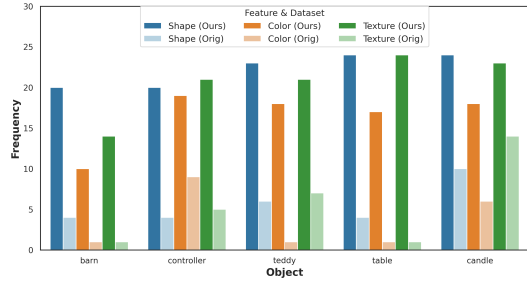 Feature & Dataset
Shape (Ours) Color (Ours) Texture (Ours)
Shape (Orig) Color (Orig) Texture (Orig)
Frequency
30
25
20
15
10
5
0
barn controller teddy table candle
Object